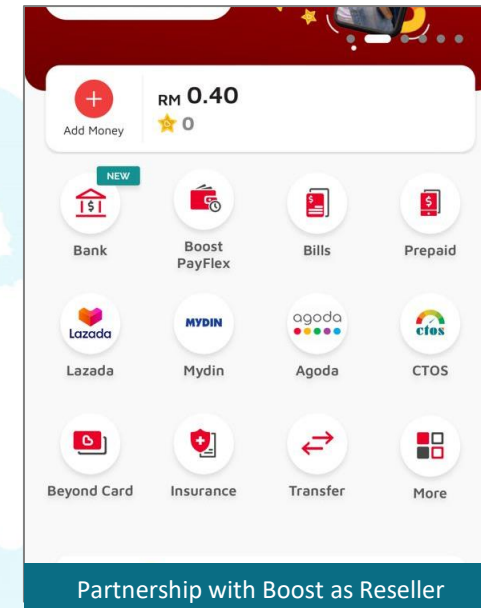 RM 0.40
Add Money
0
NEW
Bank
Boost
PayFlex
Bills
Prepaid
Lazada
MYDIN
agoda
ctos
Lazada
Mydin
Agoda
CTOS
Beyond Card
Insurance
Transfer
More
Partnership with Boost as Reseller